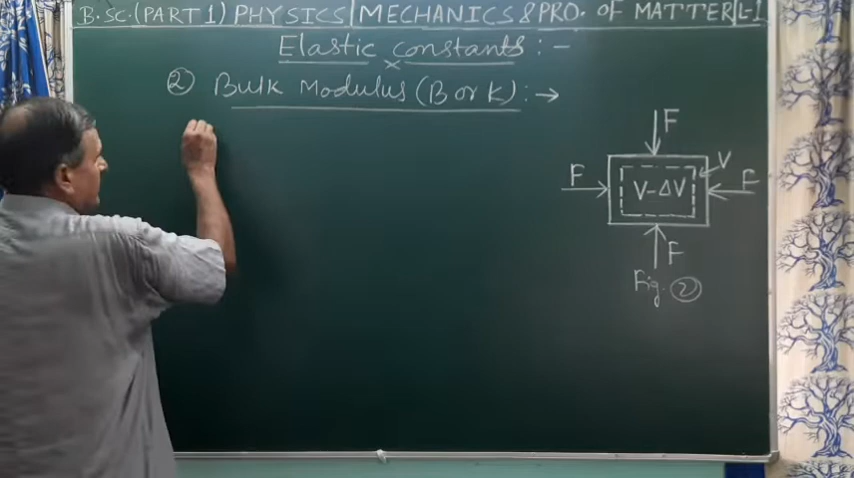 B.Sc.(PART 1) PHYSICS|MECHANICS & PRO. OF MATTER|L-1
Elastic constants :-
② Bulk Modulus (B or K) :→
F
V
F
V-ΔV
F
F
Fig. ②